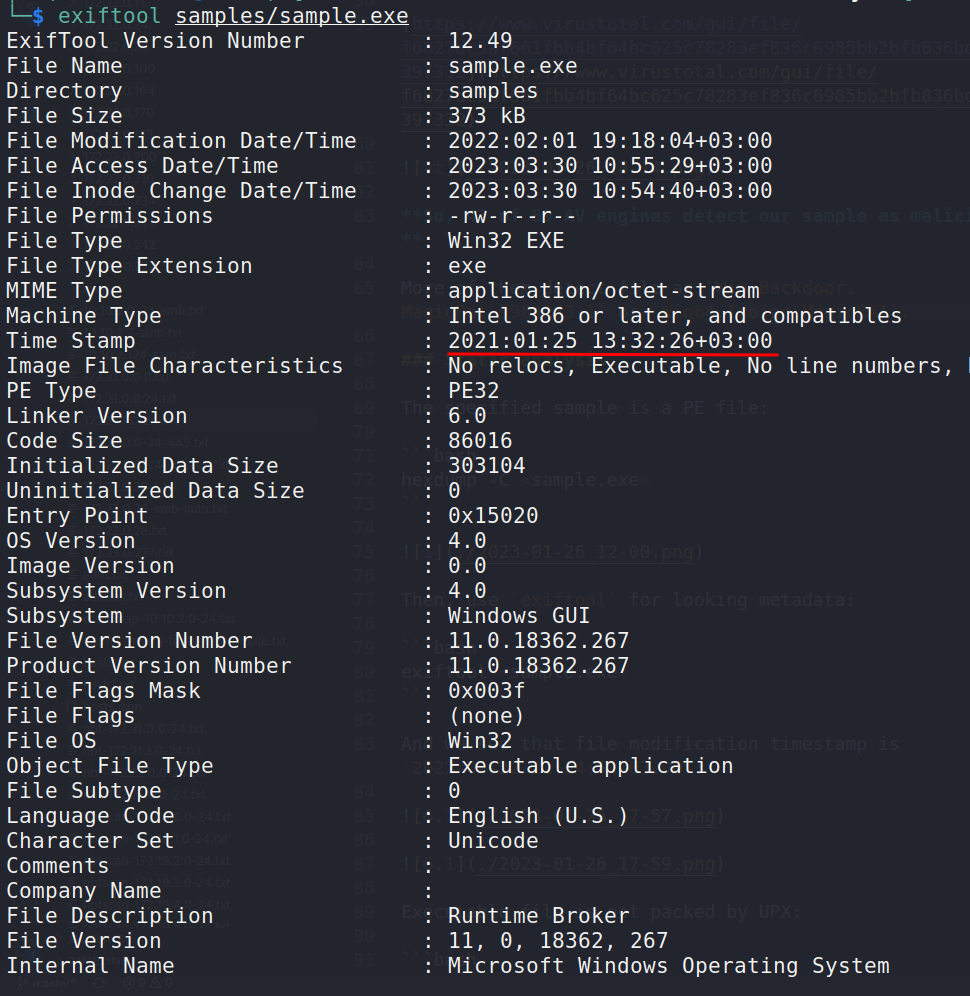 └─$ exiftool samples/sample.exe
ExifTool Version Number : 12.49
File Name : sample.exe
Directory : samples
File Size : 373 kB
File Modification Date/Time : 2022:02:01 19:18:04+03:00
File Access Date/Time : 2023:03:30 10:55:29+03:00
File Inode Change Date/Time : 2023:03:30 10:54:40+03:00
File Permissions : -rw-r--r--
File Type : Win32 EXE
File Type Extension : exe
MIME Type : application/octet-stream
Machine Type : Intel 386 or later, and compatibles
Time Stamp : 2021:01:25 13:32:26+03:00
Image File Characteristics : No relocs, Executable, No line numbers,
PE Type : PE32
Linker Version : 6.0
Code Size : 86016
Initialized Data Size : 303104
Uninitialized Data Size : 0
Entry Point : 0x15020
OS Version : 4.0
Image Version : 0.0
Subsystem Version : 4.0
Subsystem : Windows GUI
File Version Number : 11.0.18362.267
Product Version Number : 11.0.18362.267
File Flags Mask : 0x003f
File Flags : (none)
File OS : Win32
Object File Type : Executable application
File Subtype : 0
Language Code : English (U.S.)
Character Set : Unicode
Comments :
Company Name :
File Description : Runtime Broker
File Version : 11, 0, 18362, 267
Internal Name : Microsoft Windows Operating System